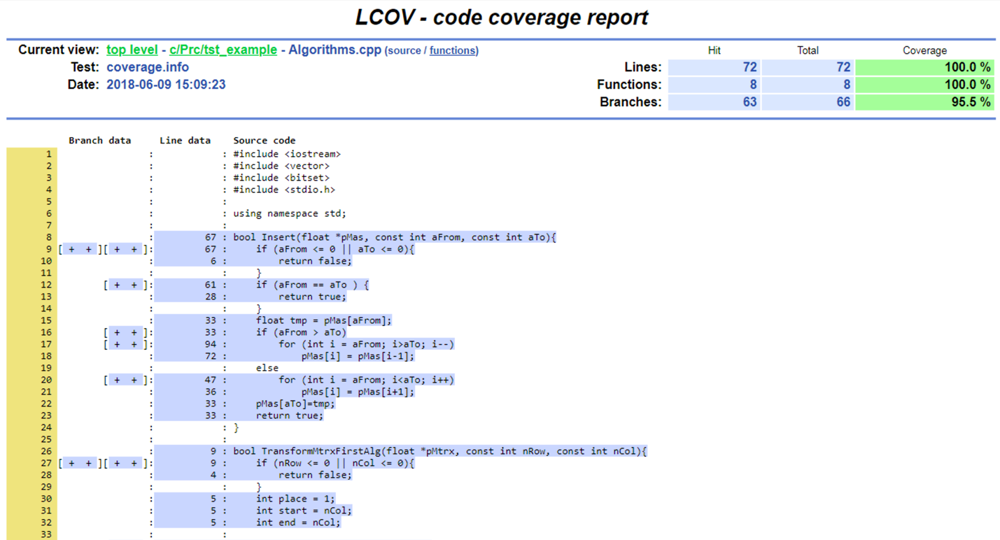 LCOV - code coverage report
Current view: top level - c/Prc/tst_example - Algorithms.cpp (source / functions) Hit Total Coverage
Test: coverage.info Lines: 72 72 100.0 %
Date: 2018-06-09 15:09:23 Functions: 8 8 100.0 %
Branches: 63 66 95.5 %
Branch data Line data Source code
1 : : #include <iostream>
2 : : #include <vector>
3 : : #include <bitset>
4 : : #include <stdio.h>
5 : :
6 : : using namespace std;
7 : :
8 : 67 : bool Insert(float *pMas, const int aFrom, const int aTo){
9 [ + + ][ + + ]: 67 : if (aFrom <= 0 || aTo <= 0){
10 : 6 : return false;
11 : : }
12 [ + + ]: 61 : if (aFrom == aTo ) {
13 : 28 : return true;
14 : : }
15 : 33 : float tmp = pMas[aFrom];
16 [ + + ]: 33 : if (aFrom > aTo)
17 [ + + ]: 94 : for (int i = aFrom; i>aTo; i--)
18 : 72 : pMas[i] = pMas[i-1];
19 : : else
20 [ + + ]: 47 : for (int i = aFrom; i<aTo; i++)
21 : 36 : pMas[i] = pMas[i+1];
22 : 33 : pMas[aTo]=tmp;
23 : 33 : return true;
24 : : }
25 : :
26 : 9 : bool TransformMtrxFirstAlg(float *pMtrx, const int nRow, const int nCol){
27 [ + + ][ + + ]: 9 : if (nRow <= 0 || nCol <= 0){
28 : 4 : return false;
29 : : }
30 : 5 : int place = 1;
31 : 5 : int start = nCol;
32 : 5 : int end = nCol;
33 : :